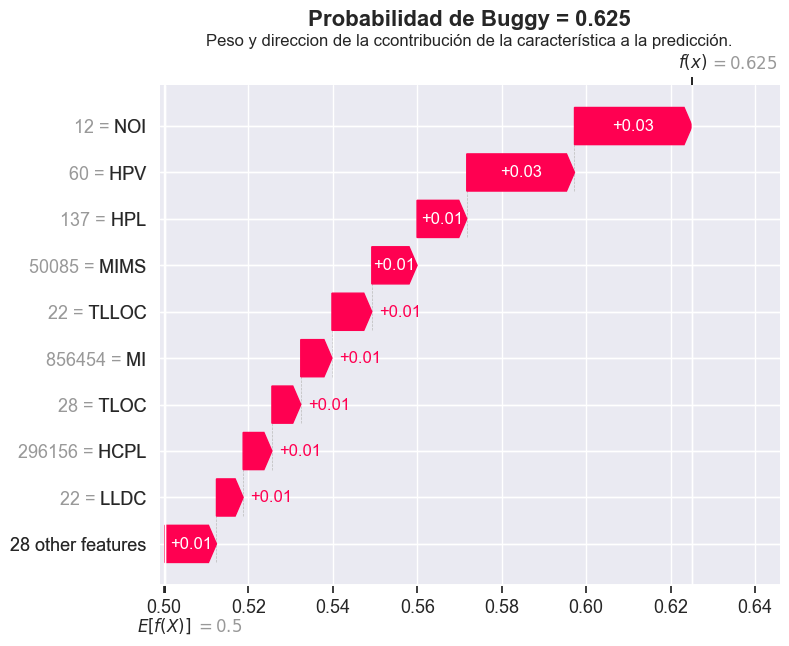 Probabilidad de Buggy = 0.625
Peso y direccion de la ccontribución de la característica a la predicción.
f(x) = 0.625
12 = NOI
+0.03
60 = HPV
+0.03
137 = HPL
+0.01
50085 = MIMS
+0.01
22 = TLLOC
+0.01
856454 = MI
+0.01
28 = TLOC
+0.01
296156 = HCPL
+0.01
22 = LLDC
+0.01
28 other features
+0.01
0.50 0.52 0.54 0.56 0.58 0.60 0.62 0.64
E[f(X)] = 0.5